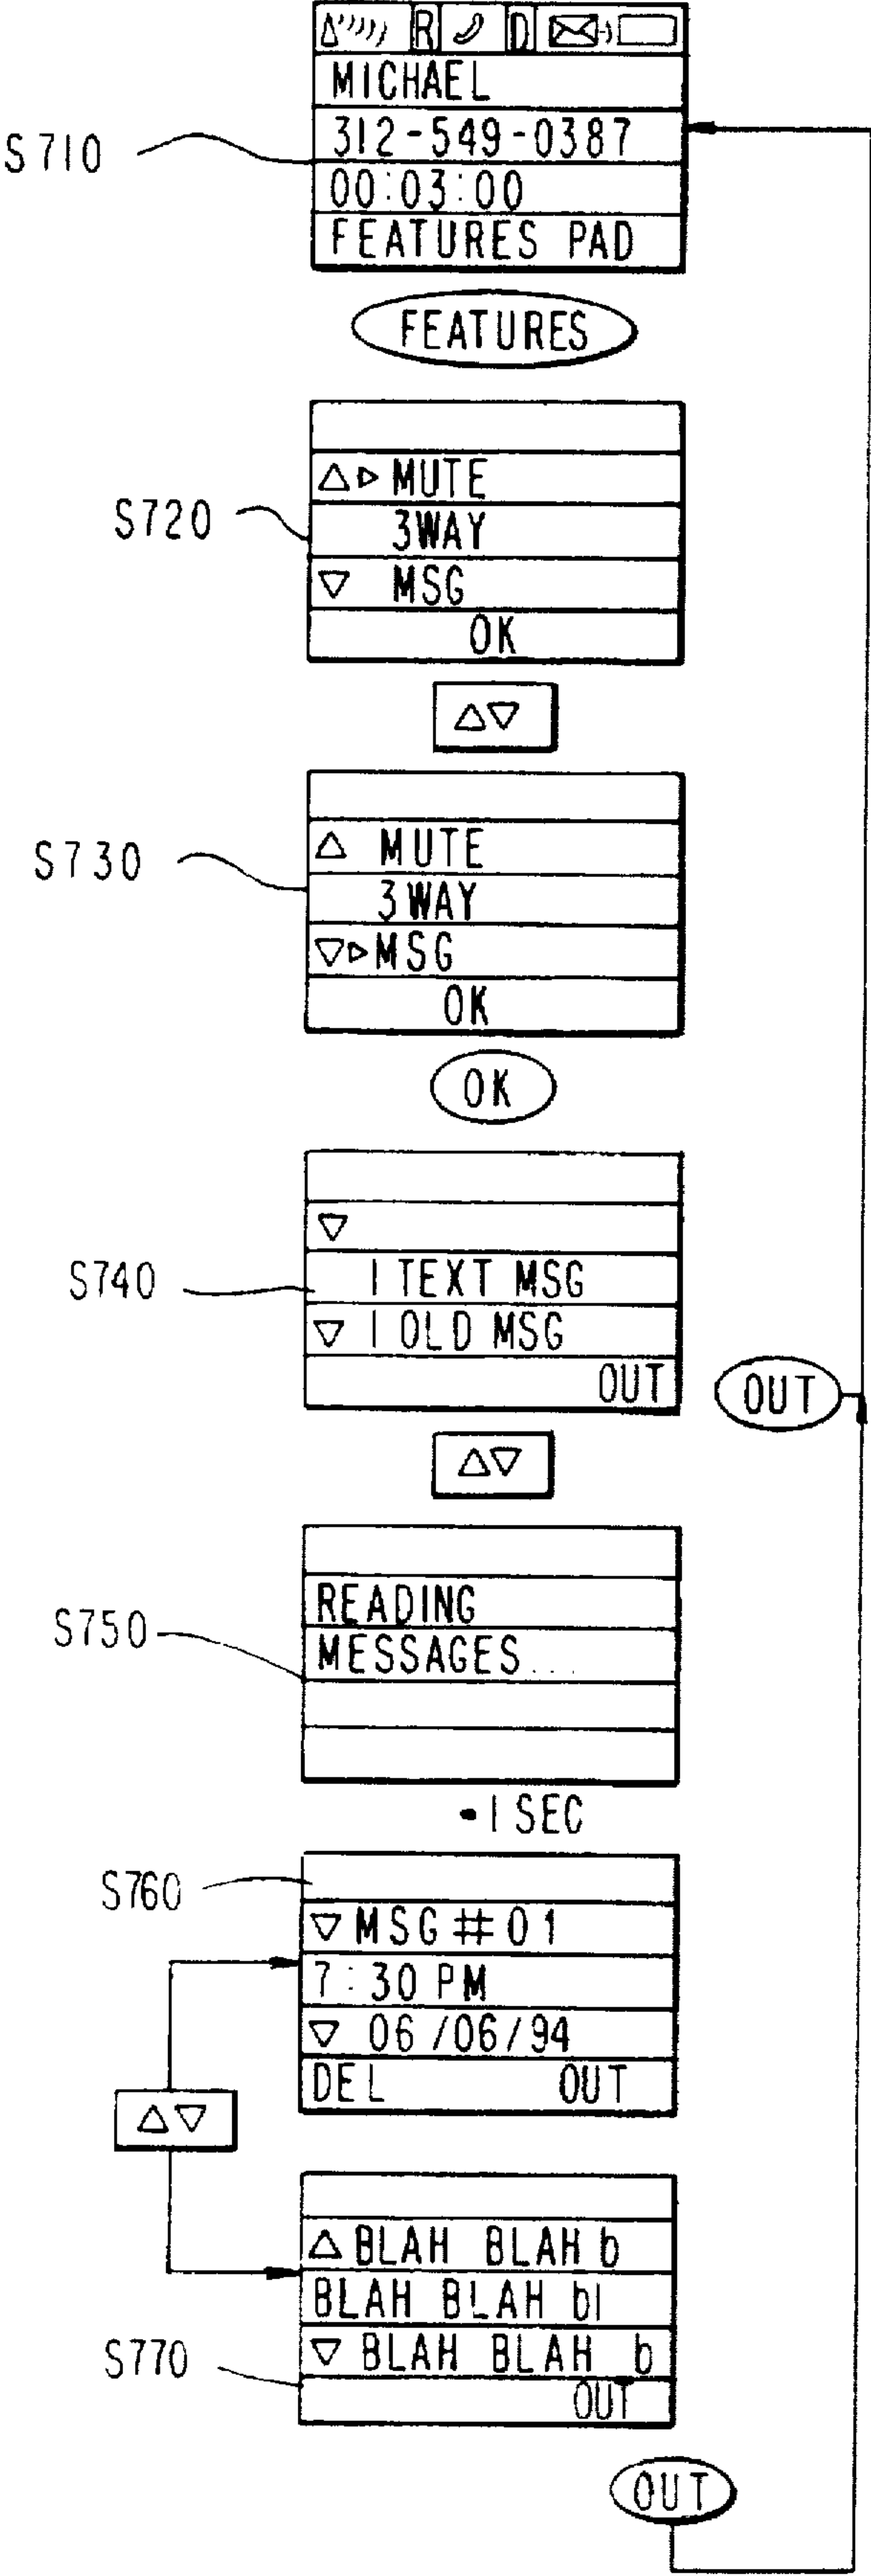 R D
MICHAEL
S710
312-549-0387
00:03:00
FEATURES PAD
FEATURES
△▹ MUTE
S720
3WAY
▽ MSG
OK
△▽
△ MUTE
S730
3WAY
▽▹MSG
OK
OK
▽
S740
1 TEXT MSG
▽ 1 OLD MSG
OUT
OUT
△▽
READING
S750
MESSAGES...
•1 SEC
S760
▽ MSG #01
7:30 PM
▽ 06/06/94
DEL OUT
△▽
△ BLAH BLAH b
BLAH BLAH bl
▽ BLAH BLAH b
S770
OUT
OUT